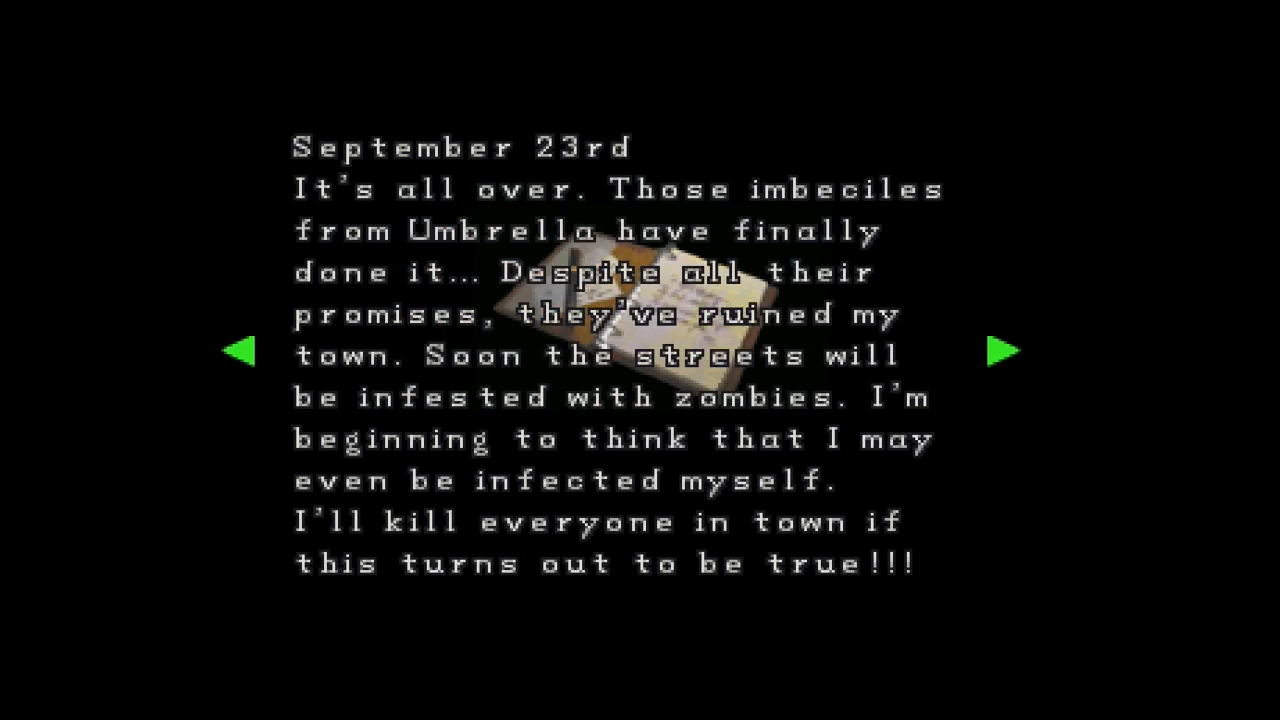 September 23rd
It's all over. Those imbeciles
from Umbrella have finally
done it... Despite all their
promises, they've ruined my
town. Soon the streets will
be infested with zombies. I'm
beginning to think that I may
even be infected myself.
I'll kill everyone in town if
this turns out to be true!!!